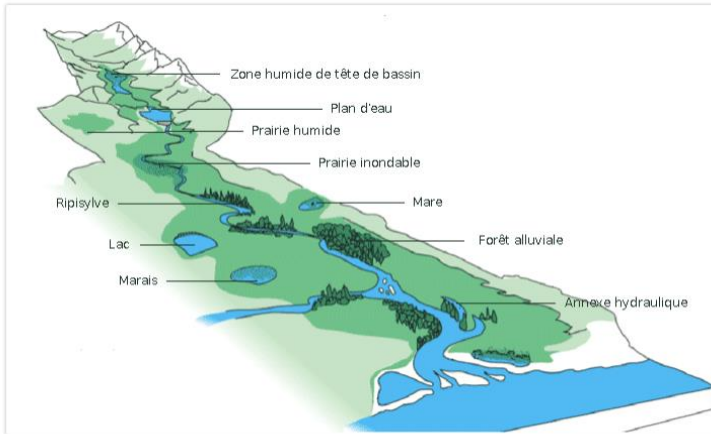 Zone humide de tête de bassin
Plan d'eau
Prairie humide
Prairie inondable
Ripisylve
Mare
Forêt alluviale
Lac
Marais
Annexe hydraulique